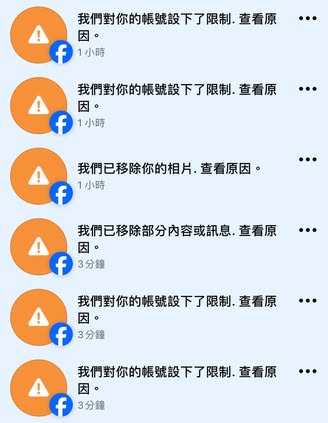 我們對你的帳號設下了限制. 查看原
因。
1 小時
我們對你的帳號設下了限制. 查看原
因。
1 小時
我們已移除你的相片. 查看原因。
1 小時
我們已移除部分內容或訊息. 查看原
因。
3 分鐘
我們對你的帳號設下了限制. 查看原
因。
3 分鐘
我們對你的帳號設下了限制. 查看原
因。
3 分鐘